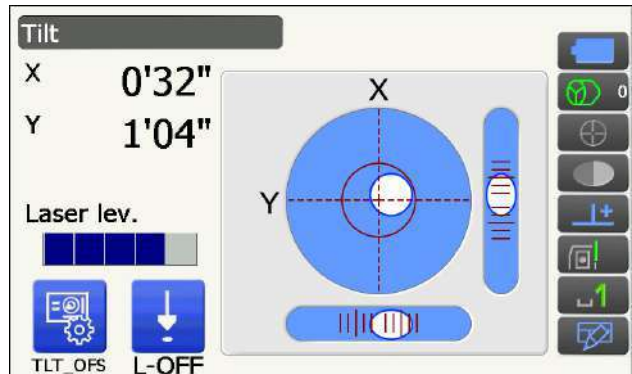 Tilt
X 0'32"
Y 1'04"
X
Y
0
Laser lev.
1
TLT_OFS L-OFF